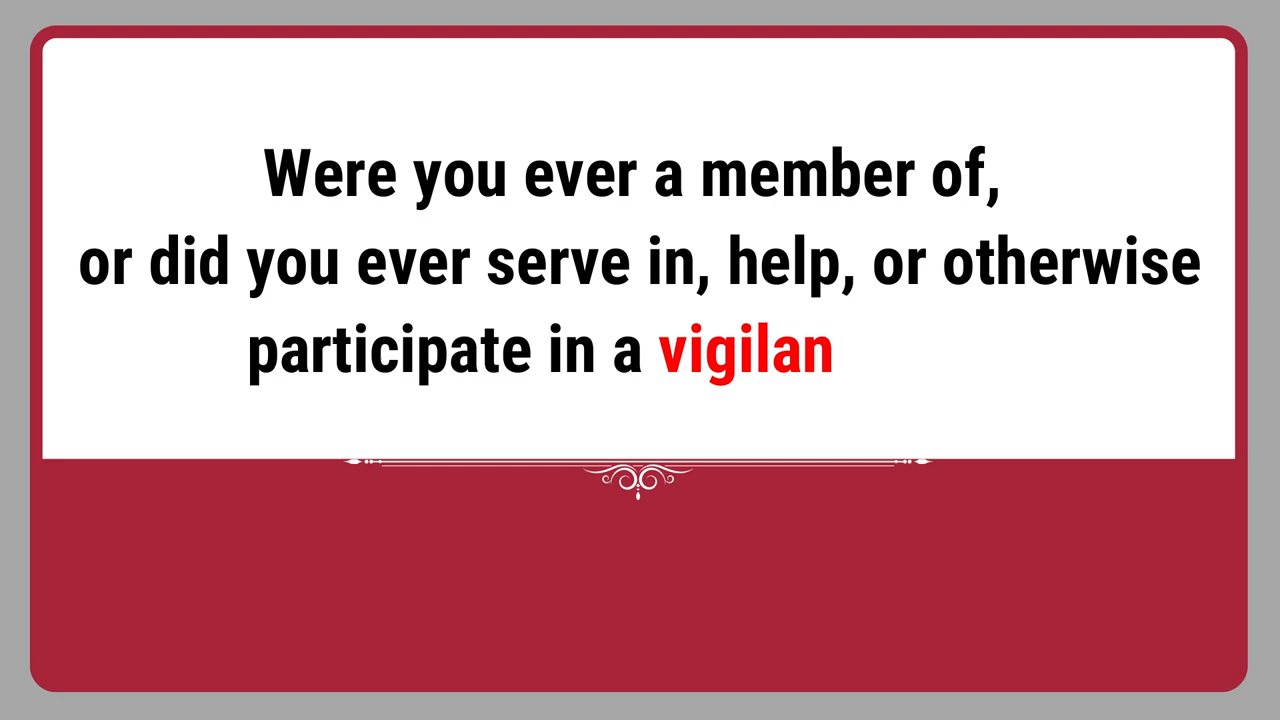 Were you ever a member of,
or did you ever serve in, help, or otherwise
participate in a vigilan